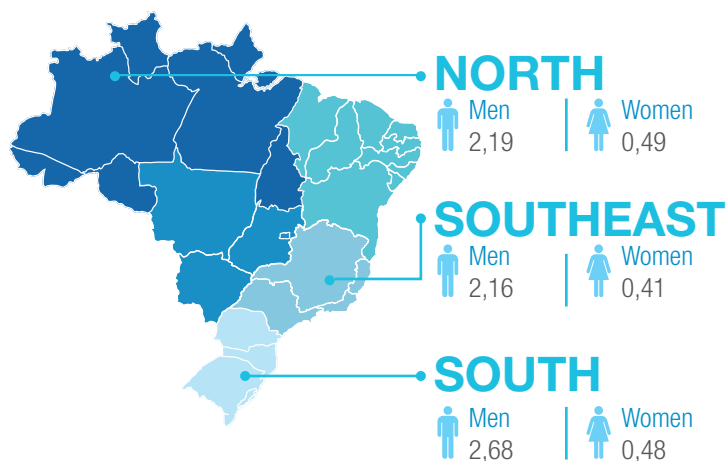 NORTH
Men Women
2,19 0,49
SOUTHEAST
Men Women
2,16 0,41
SOUTH
Men Women
2,68 0,48